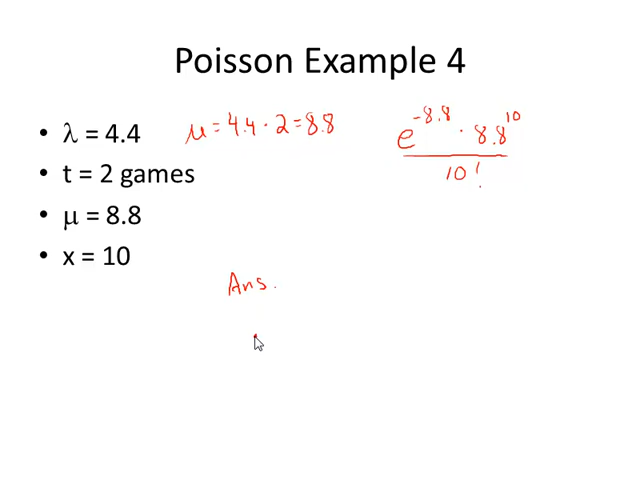 Poisson Example 4
• λ = 4.4
• t = 2 games
• μ = 8.8
• x = 10
μ = 4.4 · 2 = 8.8
e^-8.8 · 8.8^10
10!
Ans.